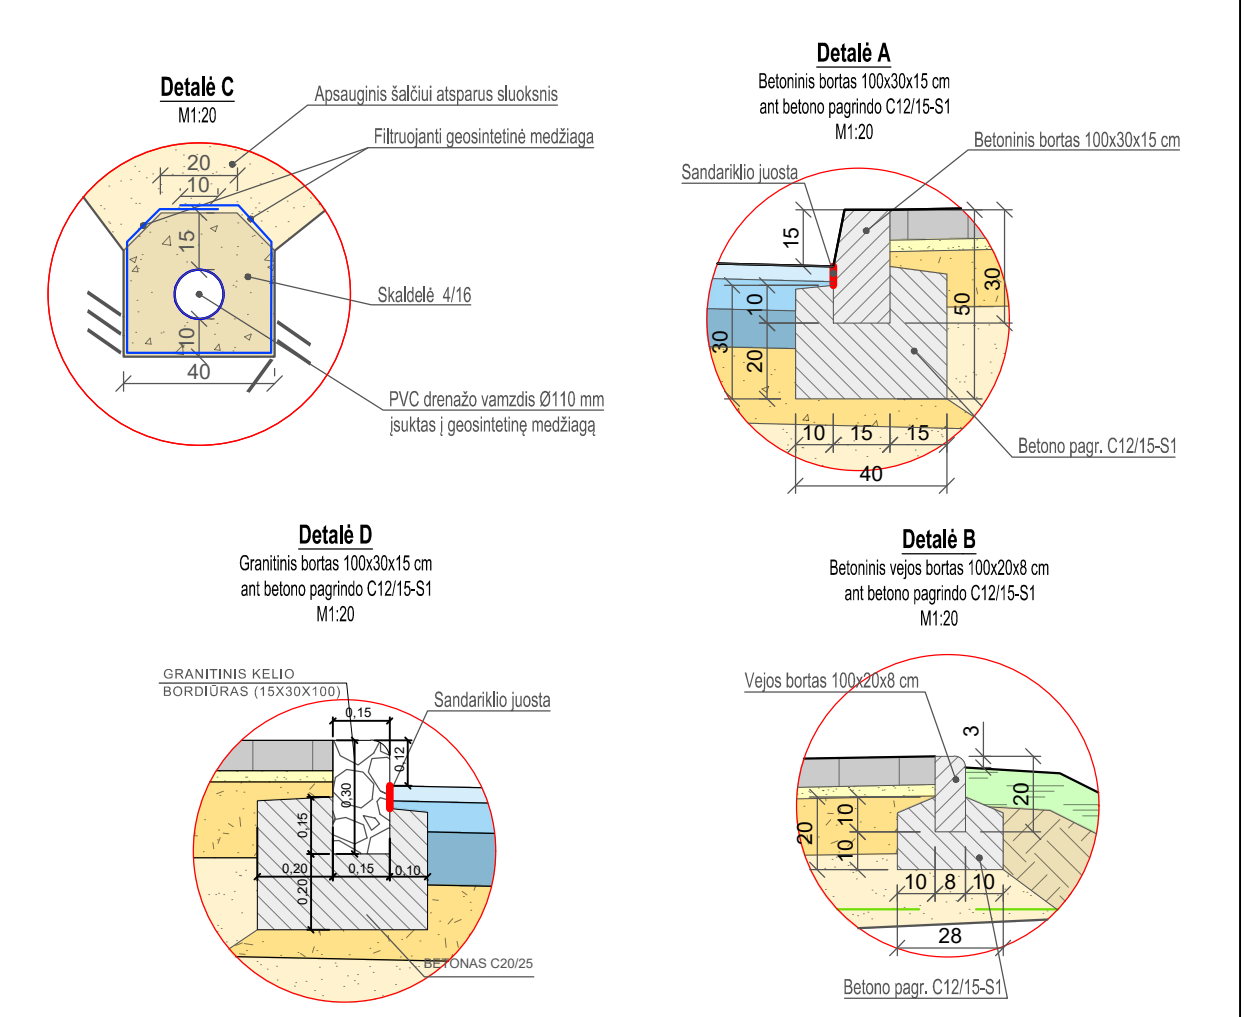 Detalė C
M1:20
Apsauginis šalčiui atsparus sluoksnis
Filtruojanti geosintetinė medžiaga
20
10
15
Skaldelė 4/16
10
40
PVC drenažo vamzdis Ø110 mm
įsuktas į geosintetinę medžiagą
Detalė A
Betoninis bortas 100x30x15 cm
ant betono pagrindo C12/15-S1
M1:20
Betoninis bortas 100x30x15 cm
Sandariklio juosta
15
10
30
20
50
30
10
15
15
40
Betono pagr. C12/15-S1
Detalė D
Granitinis bortas 100x30x15 cm
ant betono pagrindo C12/15-S1
M1:20
GRANITINIS KELIO
BORDIŪRAS (15X30X100)
Sandariklio juosta
0,15
0,12
0,30
0,15
0,20
0,15
0,10
0,20
BETONAS C20/25
Detalė B
Betoninis vejos bortas 100x20x8 cm
ant betono pagrindo C12/15-S1
M1:20
Vejos bortas 100x20x8 cm
3
20
10
20
10
10
8
10
28
Betono pagr. C12/15-S1